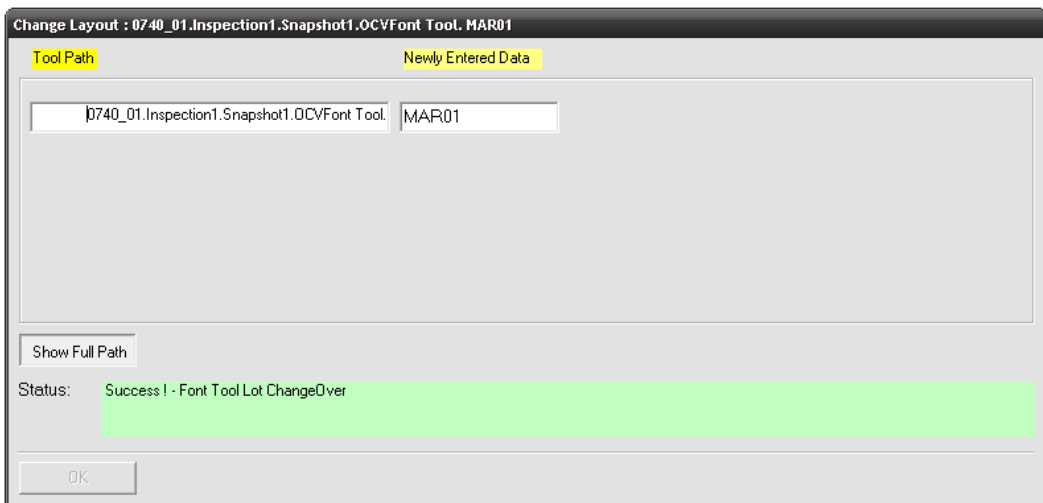 Change Layout : 0740_01.Inspection1.Snapshot1.OCVFont Tool. MAR01
Tool Path Newly Entered Data
0740_01.Inspection1.Snapshot1.OCVFont Tool. MAR01
Show Full Path
Status: Success ! - Font Tool Lot ChangeOver
OK